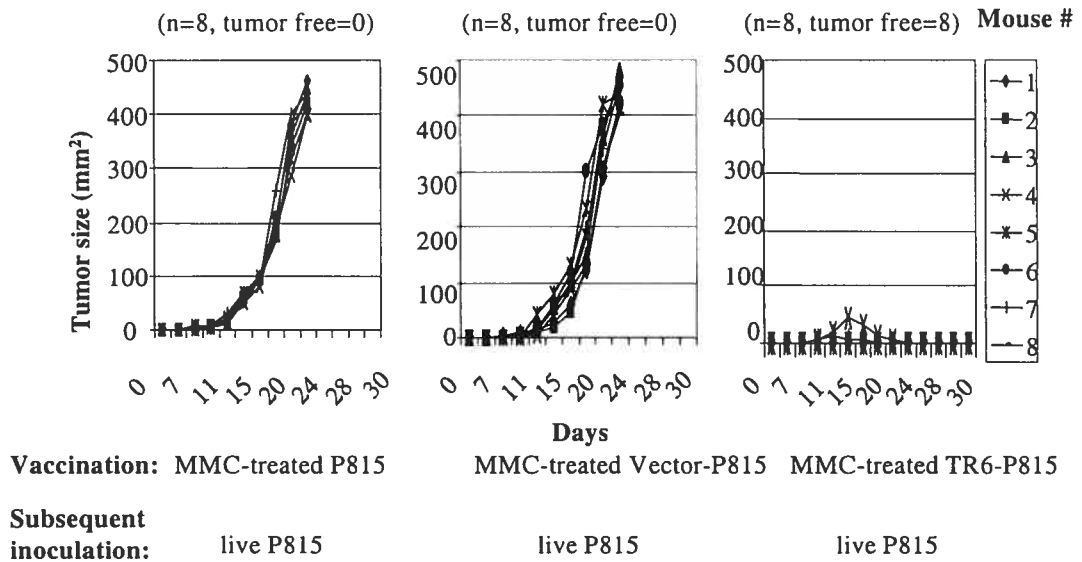 (n=8, tumor free=0)
(n=8, tumor free=0)
(n=8, tumor free=8)
Mouse #
Tumor size (mm²)
500
400
300
200
100
0
0 7 11 15 20 24 28 30
500
400
300
200
100
0
0 7 11 15 20 24 28 30
500
400
300
200
100
0
0 7 11 15 20 24 28 30
1
2
3
4
5
6
7
8
Days
Vaccination: MMC-treated P815 MMC-treated Vector-P815 MMC-treated TR6-P815
Subsequent
inoculation: live P815 live P815 live P815